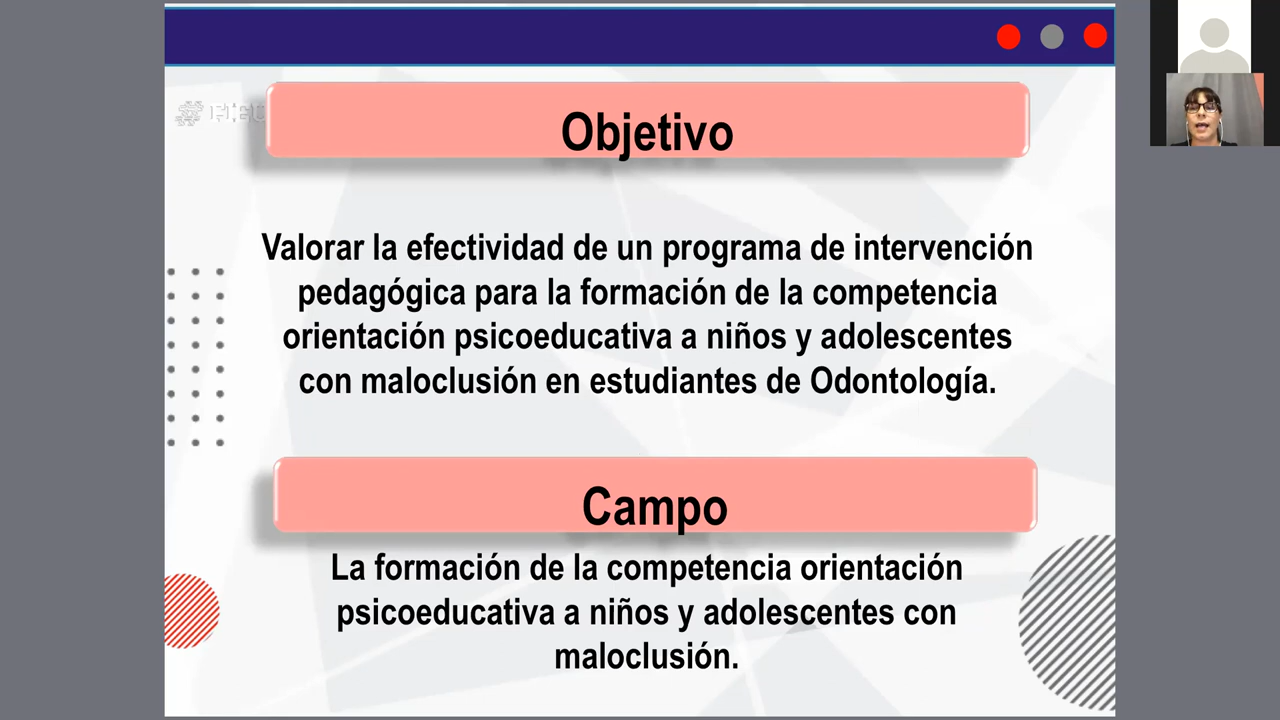 Objetivo
Valorar la efectividad de un programa de intervención
pedagógica para la formación de la competencia
orientación psicoeducativa a niños y adolescentes
con maloclusión en estudiantes de Odontología.
Campo
La formación de la competencia orientación
psicoeducativa a niños y adolescentes con
maloclusión.